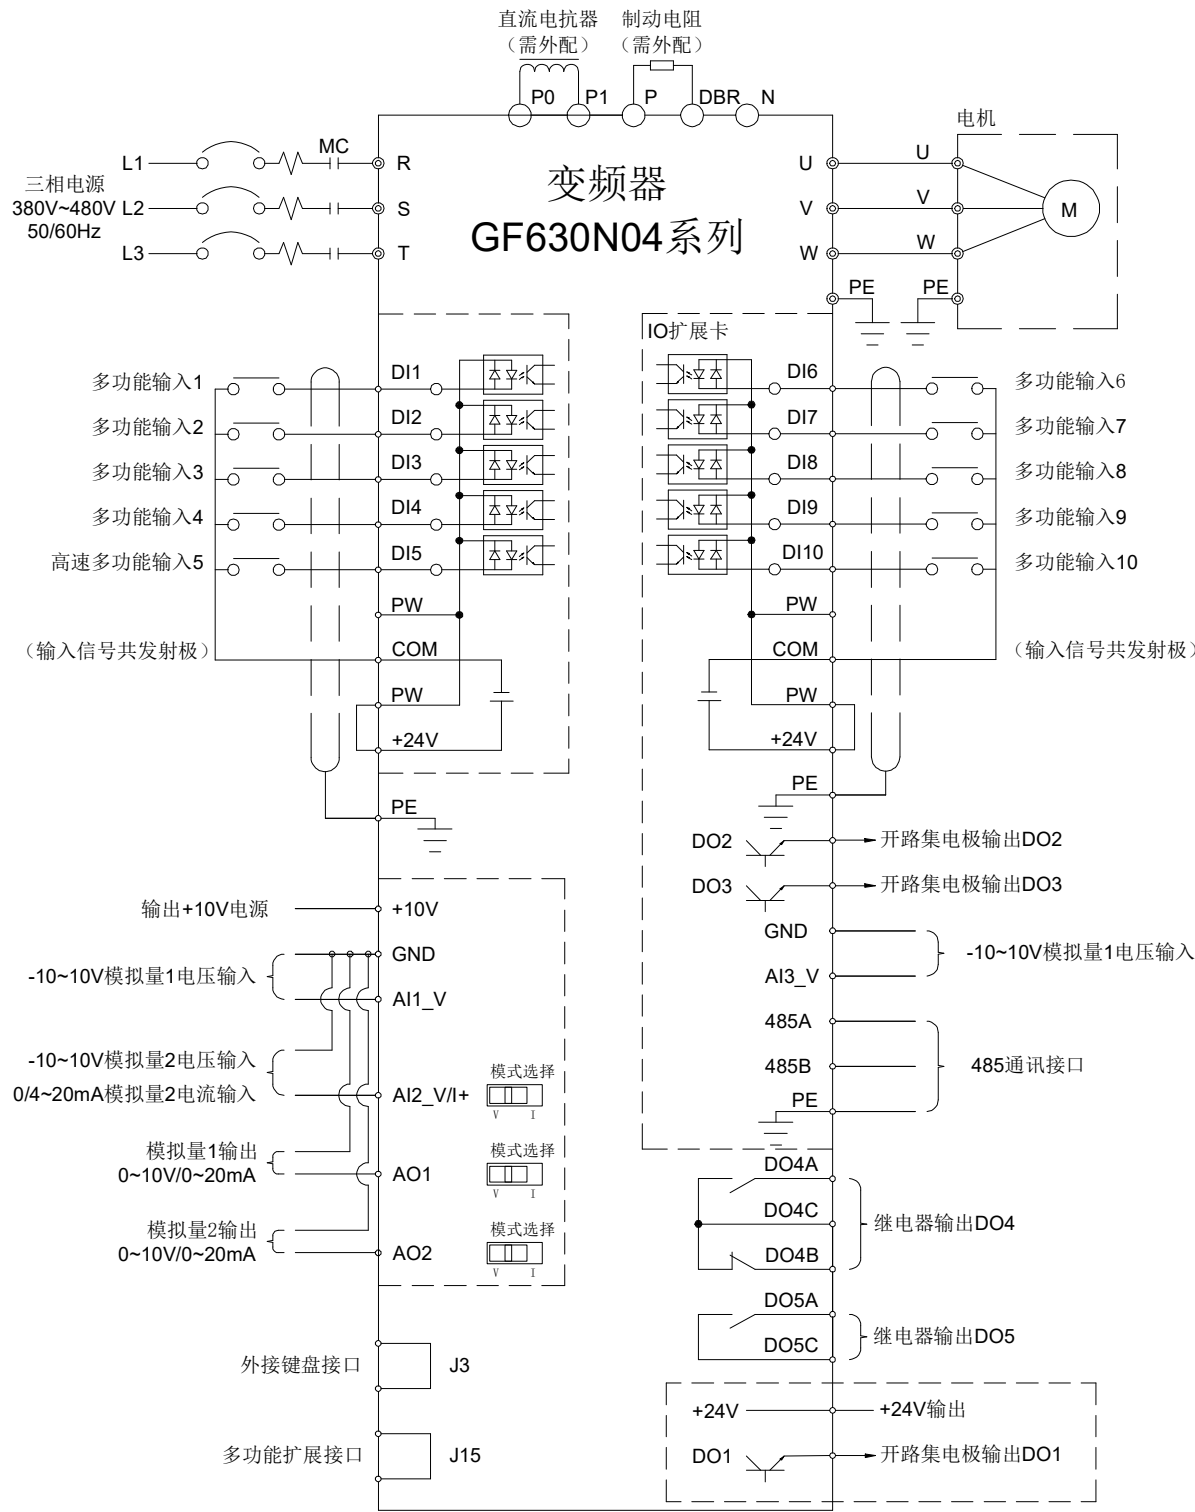 直流电抗器 制动电阻
（需外配） （需外配）
P0 P1 P DBR N
电机
L1 MC R
U U
三相电源
380V~480V L2 S
50/60Hz
变频器
GF630N04系列
V V M
L3 T
W W
PE PE
IO扩展卡
多功能输入1 DI1
DI6 多功能输入6
多功能输入2 DI2
DI7 多功能输入7
多功能输入3 DI3
DI8 多功能输入8
多功能输入4 DI4
DI9 多功能输入9
高速多功能输入5 DI5
DI10 多功能输入10
PW PW
（输入信号共发射极） COM
COM （输入信号共发射极）
PW PW
+24V +24V
PE PE
DO2 开路集电极输出DO2
DO3 开路集电极输出DO3
输出+10V电源 +10V
GND GND
-10~10V模拟量1电压输入 AI1_V
AI3_V -10~10V模拟量1电压输入
485A
-10~10V模拟量2电压输入
485B 485通讯接口
0/4~20mA模拟量2电流输入 AI2_V/I+ 模式选择
V I
PE
模拟量1输出
0~10V/0~20mA AO1 模式选择
V I
DO4A
DO4C 继电器输出DO4
DO4B
模拟量2输出
0~10V/0~20mA AO2 模式选择
V I
DO5A
DO5C 继电器输出DO5
外接键盘接口 J3
+24V +24V输出
多功能扩展接口 J15
DO1 开路集电极输出DO1